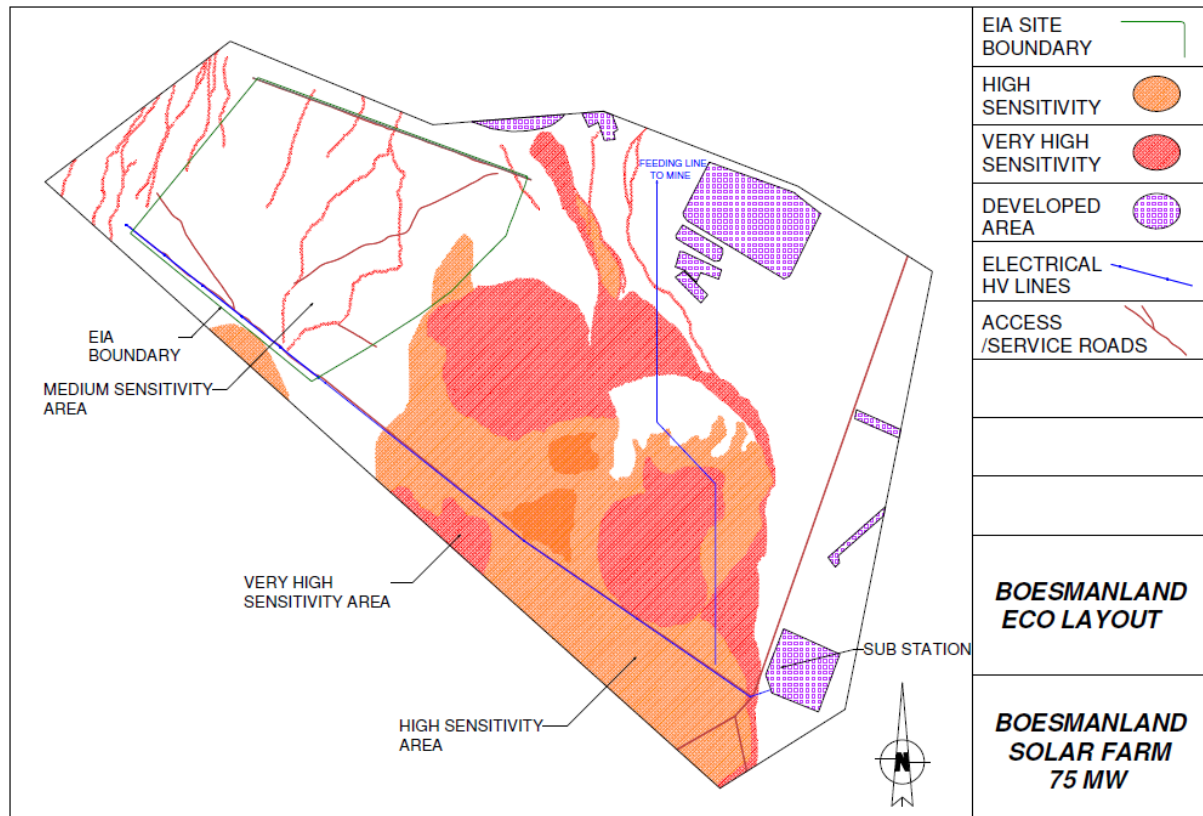 FEEDING LINE
TO MINE
EIA
BOUNDARY
MEDIUM SENSITIVITY
AREA
VERY HIGH
SENSITIVITY AREA
HIGH SENSITIVITY
AREA
SUB STATION
N
EIA SITE
BOUNDARY
HIGH
SENSITIVITY
VERY HIGH
SENSITIVITY
DEVELOPED
AREA
ELECTRICAL
HV LINES
ACCESS
/SERVICE ROADS
BOESMANLAND
ECO LAYOUT
BOESMANLAND
SOLAR FARM
75 MW